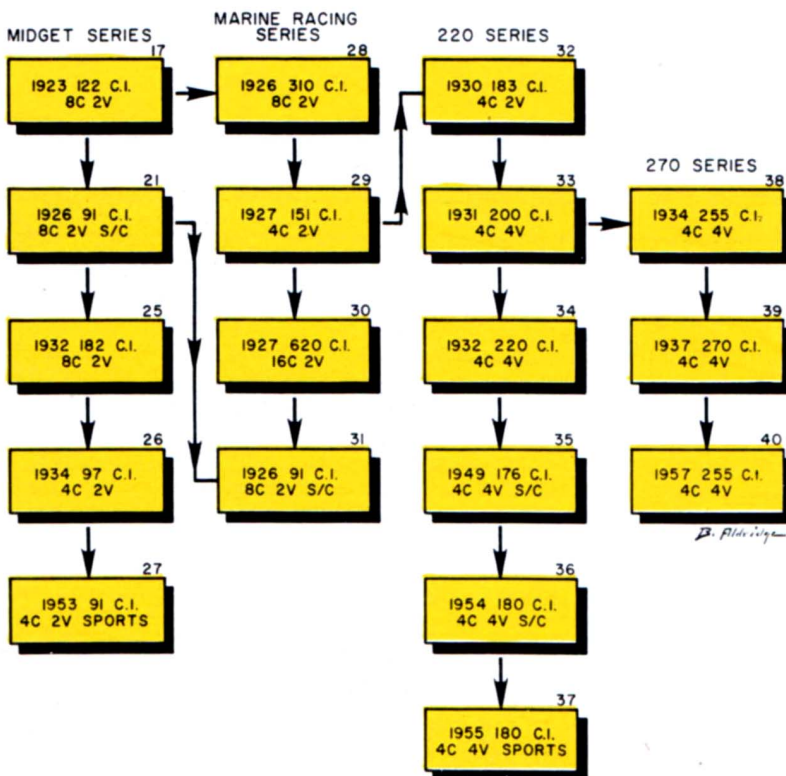 MIDGET SERIES
17
1923 122 C.I.
8C 2V
21
1926 91 C.I.
8C 2V S/C
25
1932 182 C.I.
8C 2V
26
1934 97 C.I.
4C 2V
27
1953 91 C.I.
4C 2V SPORTS
MARINE RACING
SERIES
28
1926 310 C.I.
8C 2V
29
1927 151 C.I.
4C 2V
30
1927 620 C.I.
16C 2V
31
1926 91 C.I.
8C 2V S/C
220 SERIES
32
1930 183 C.I.
4C 2V
33
1931 200 C.I.
4C 4V
34
1932 220 C.I.
4C 4V
35
1949 176 C.I.
4C 4V S/C
36
1954 180 C.I.
4C 4V S/C
37
1955 180 C.I.
4C 4V SPORTS
270 SERIES
38
1934 255 C.I.
4C 4V
39
1937 270 C.I.
4C 4V
40
1957 255 C.I.
4C 4V
B. Aldridge